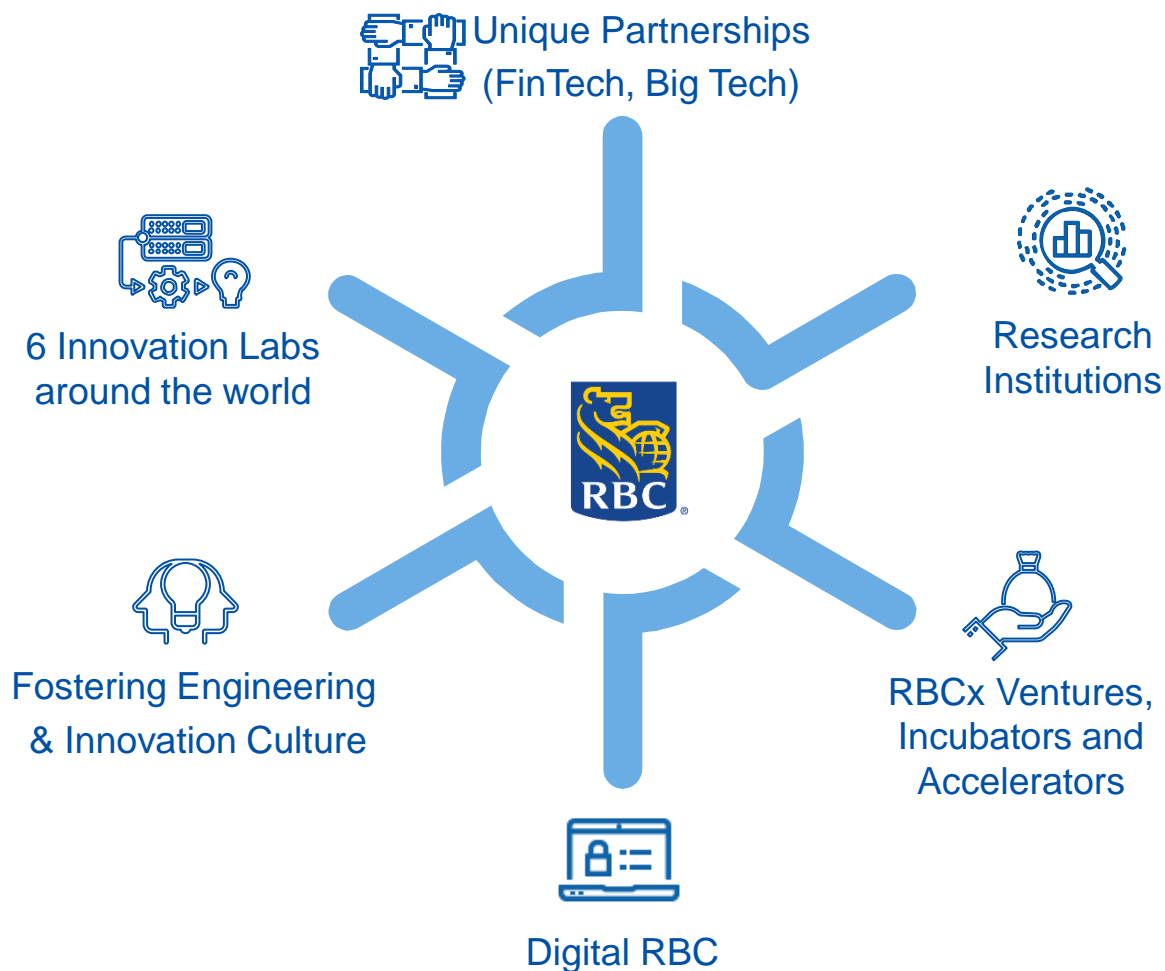 Unique Partnerships
(FinTech, Big Tech)
6 Innovation Labs
around the world
Research
Institutions
RBC
®
Fostering Engineering
& Innovation Culture
RBCx Ventures,
Incubators and
Accelerators
Digital RBC